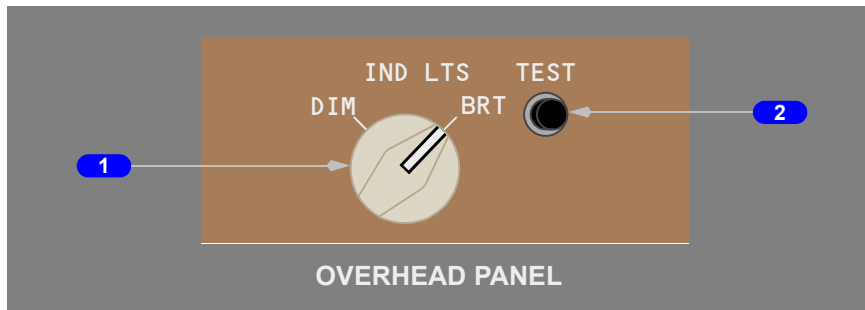 IND LTS TEST
DIM BRT
2
1
OVERHEAD PANEL